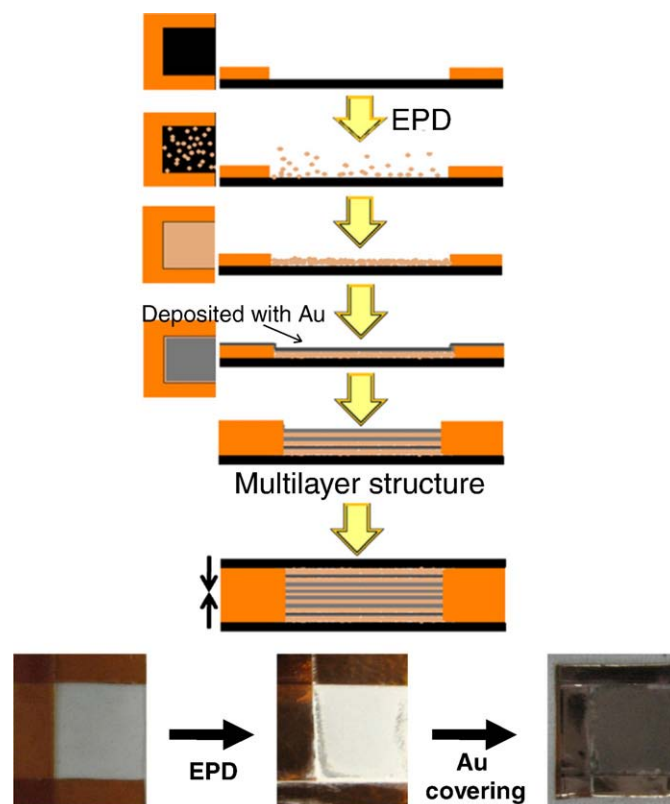 EPD
Deposited with Au
Multilayer structure
EPD
Au
covering